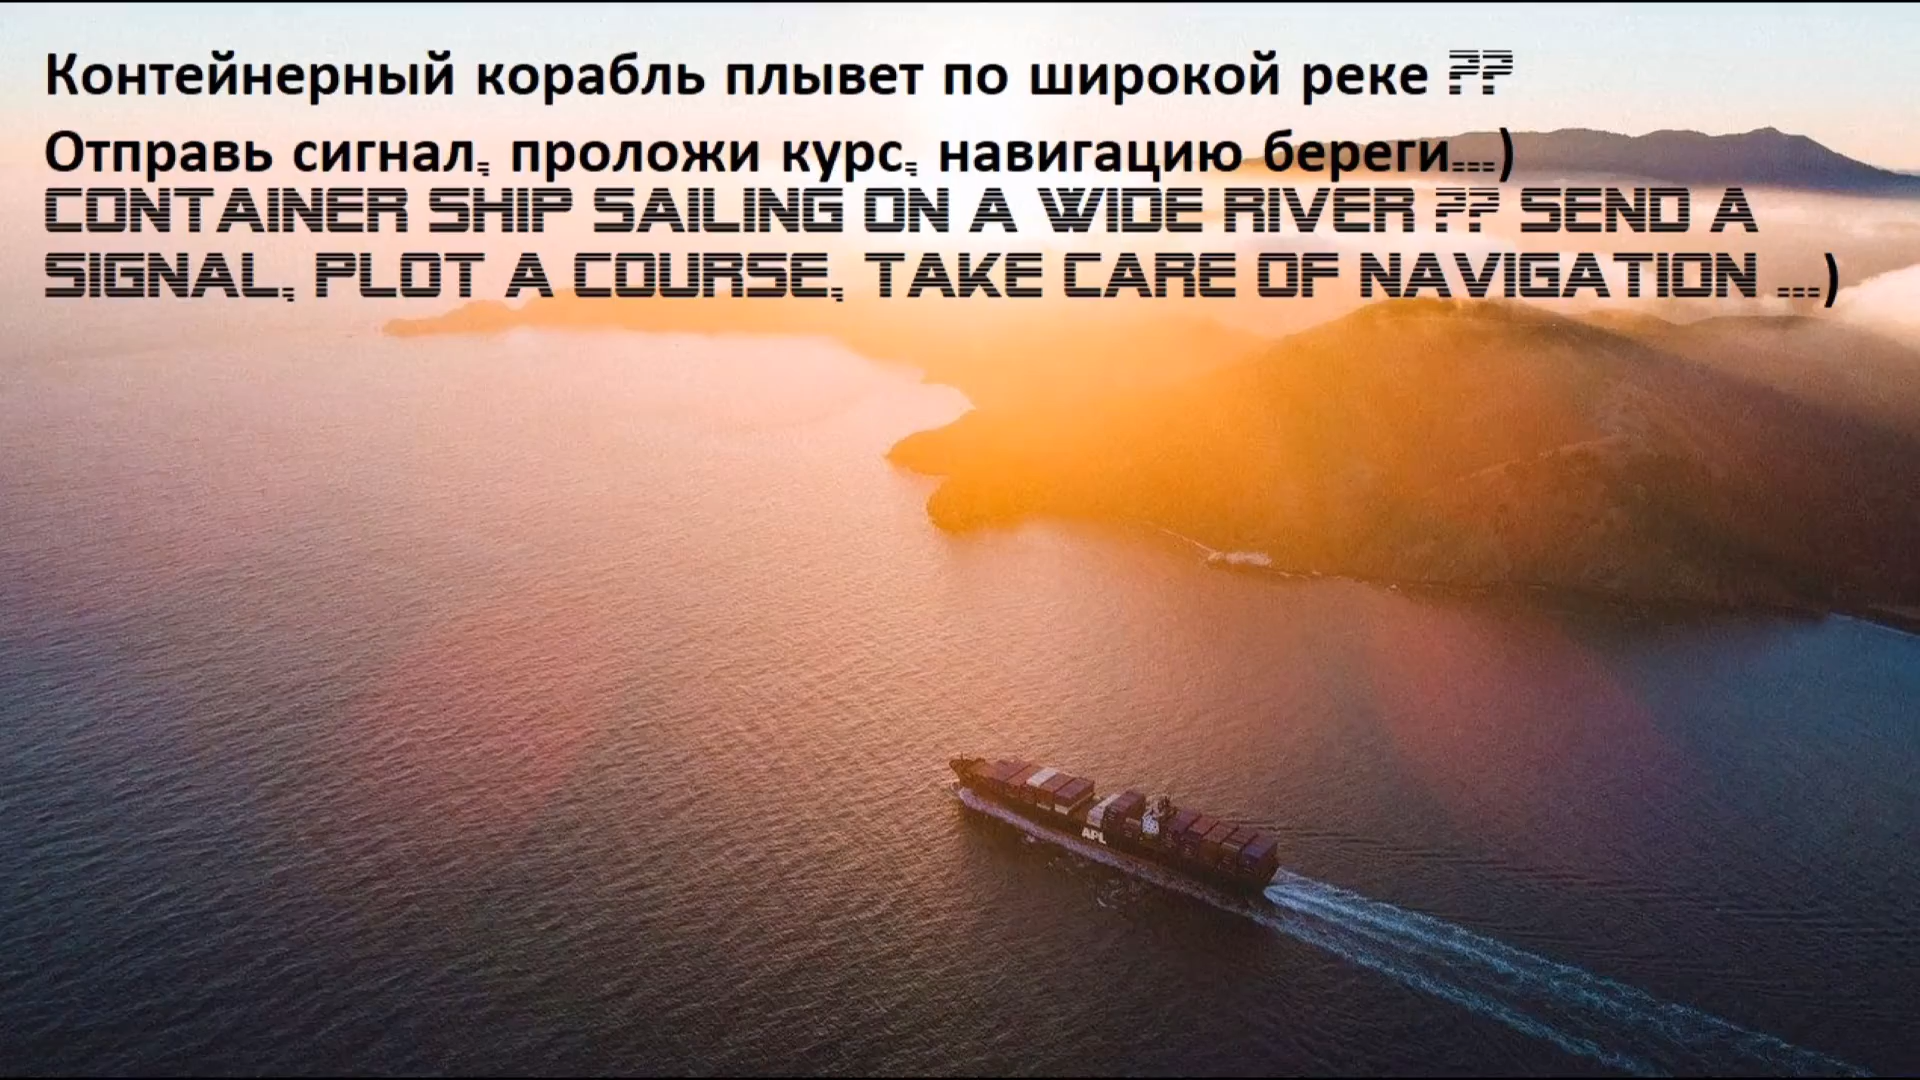 Контейнерный корабль плывет по широкой реке ??
Отправь сигнал, проложи курс, навигацию береги...)
CONTAINER SHIP SAILING ON A WIDE RIVER ?? SEND A
SIGNAL, PLOT A COURSE, TAKE CARE OF NAVIGATION ...)
APL